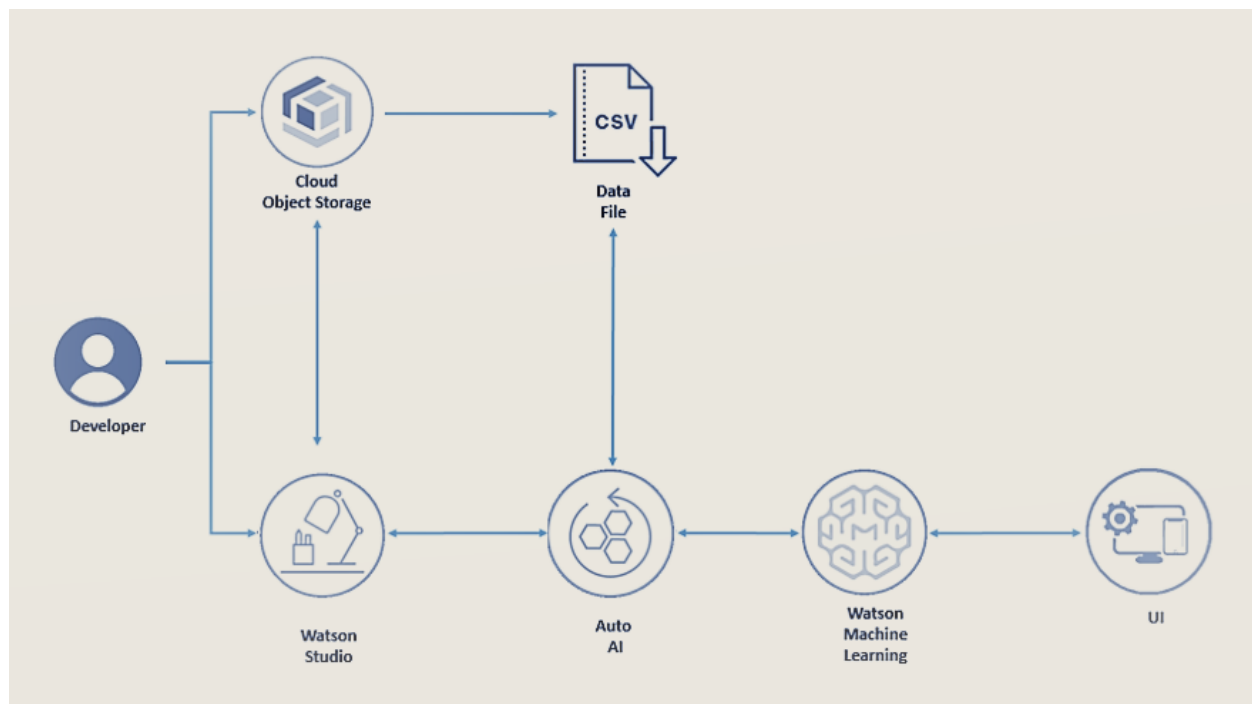 CSV
Cloud
Object Storage
Data
File
Developer
Watson
Studio
Auto
AI
Watson
Machine
Learning
UI